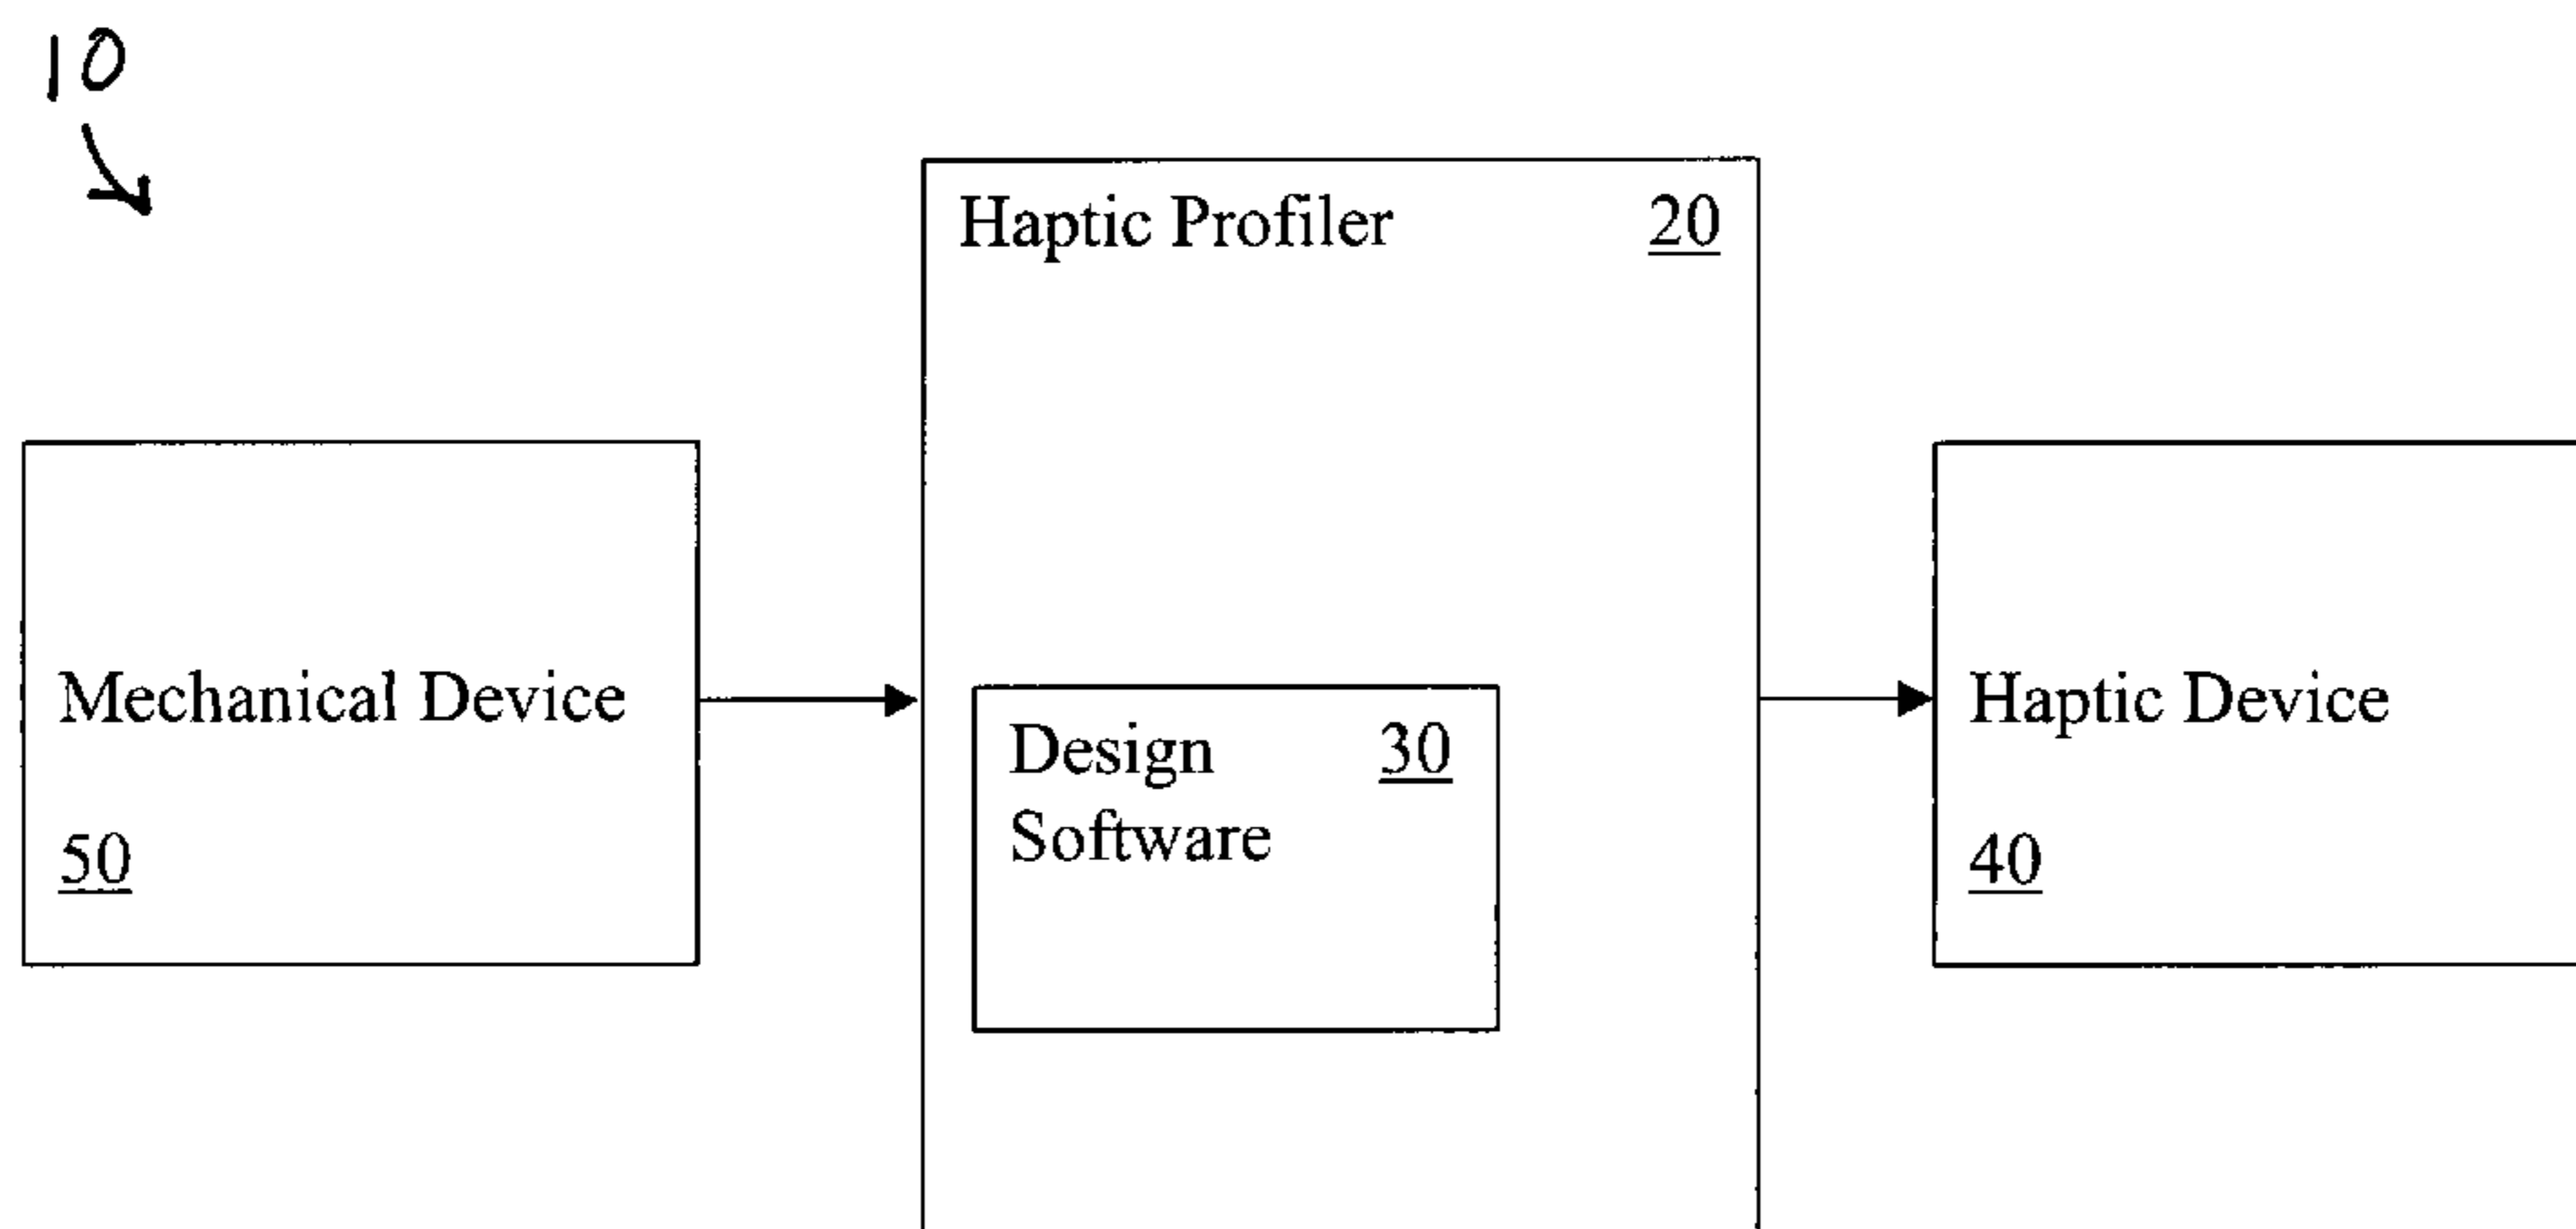 10
Haptic Profiler 20
Mechanical Device
50
Design 30
Software
Haptic Device
40